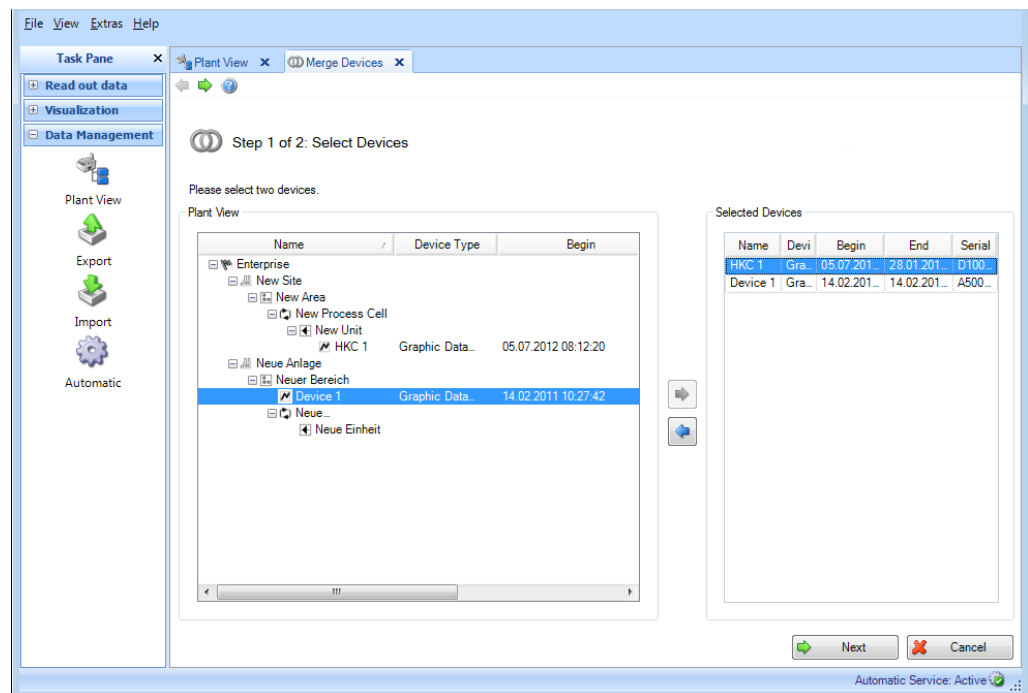 File View Extras Help
Task Pane
Plant View
Merge Devices
Read out data
Visualization
Data Management
Plant View
Export
Import
Automatic
Step 1 of 2: Select Devices
Please select two devices.
Plant View
Name Device Type Begin
Enterprise
New Site
New Area
New Process Cell
New Unit
HKC 1 Graphic Data... 05.07.2012 08:12:20
Neue Anlage
Neuer Bereich
Device 1 Graphic Data... 14.02.2011 10:27:42
Neue...
Neue Einheit
Selected Devices
Name Devi Begin End Serial
HKC 1 Gra... 05.07.201... 28.01.201... D100...
Device 1 Gra... 14.02.201... 14.02.201... A500...
Next Cancel
Automatic Service: Active